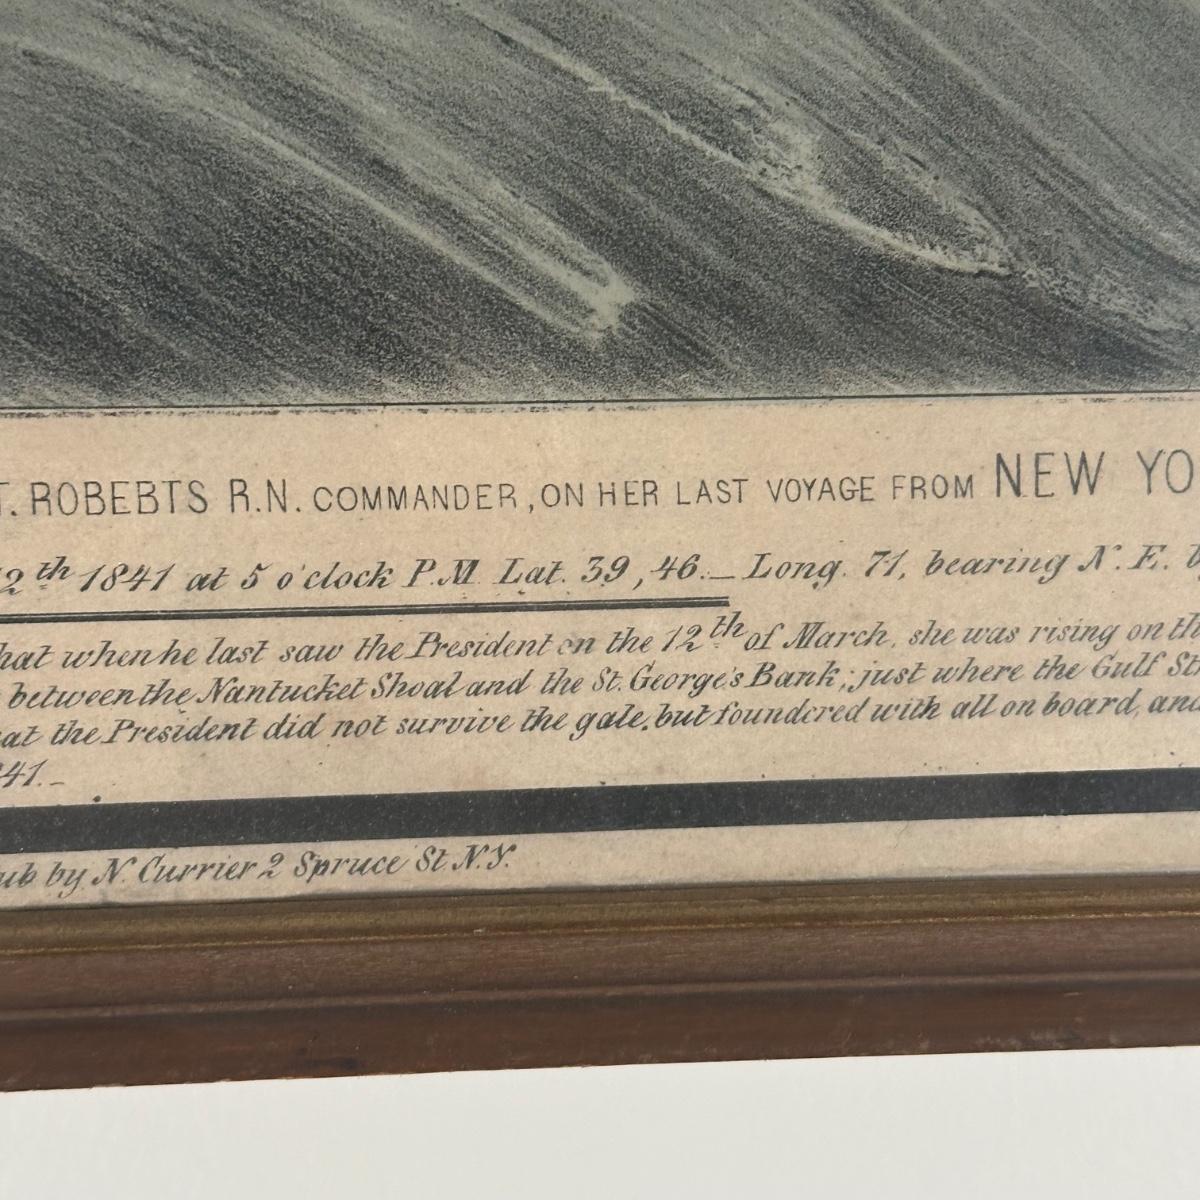 T. ROBEBTS R.N. COMMANDER, ON HER LAST VOYAGE FROM NEW YO
2th 1841 at 5 o'clock P.M. Lat. 39, 46.— Long. 71, bearing N. E. b
hat when he last saw the President on the 12th of March, she was rising on th
between the Nantucket Shoal and the St. George's Bank; just where the Gulf St
at the President did not survive the gale, but foundered with all on board, and
41.—
ub by N. Currier 2 Spruce St N.Y.